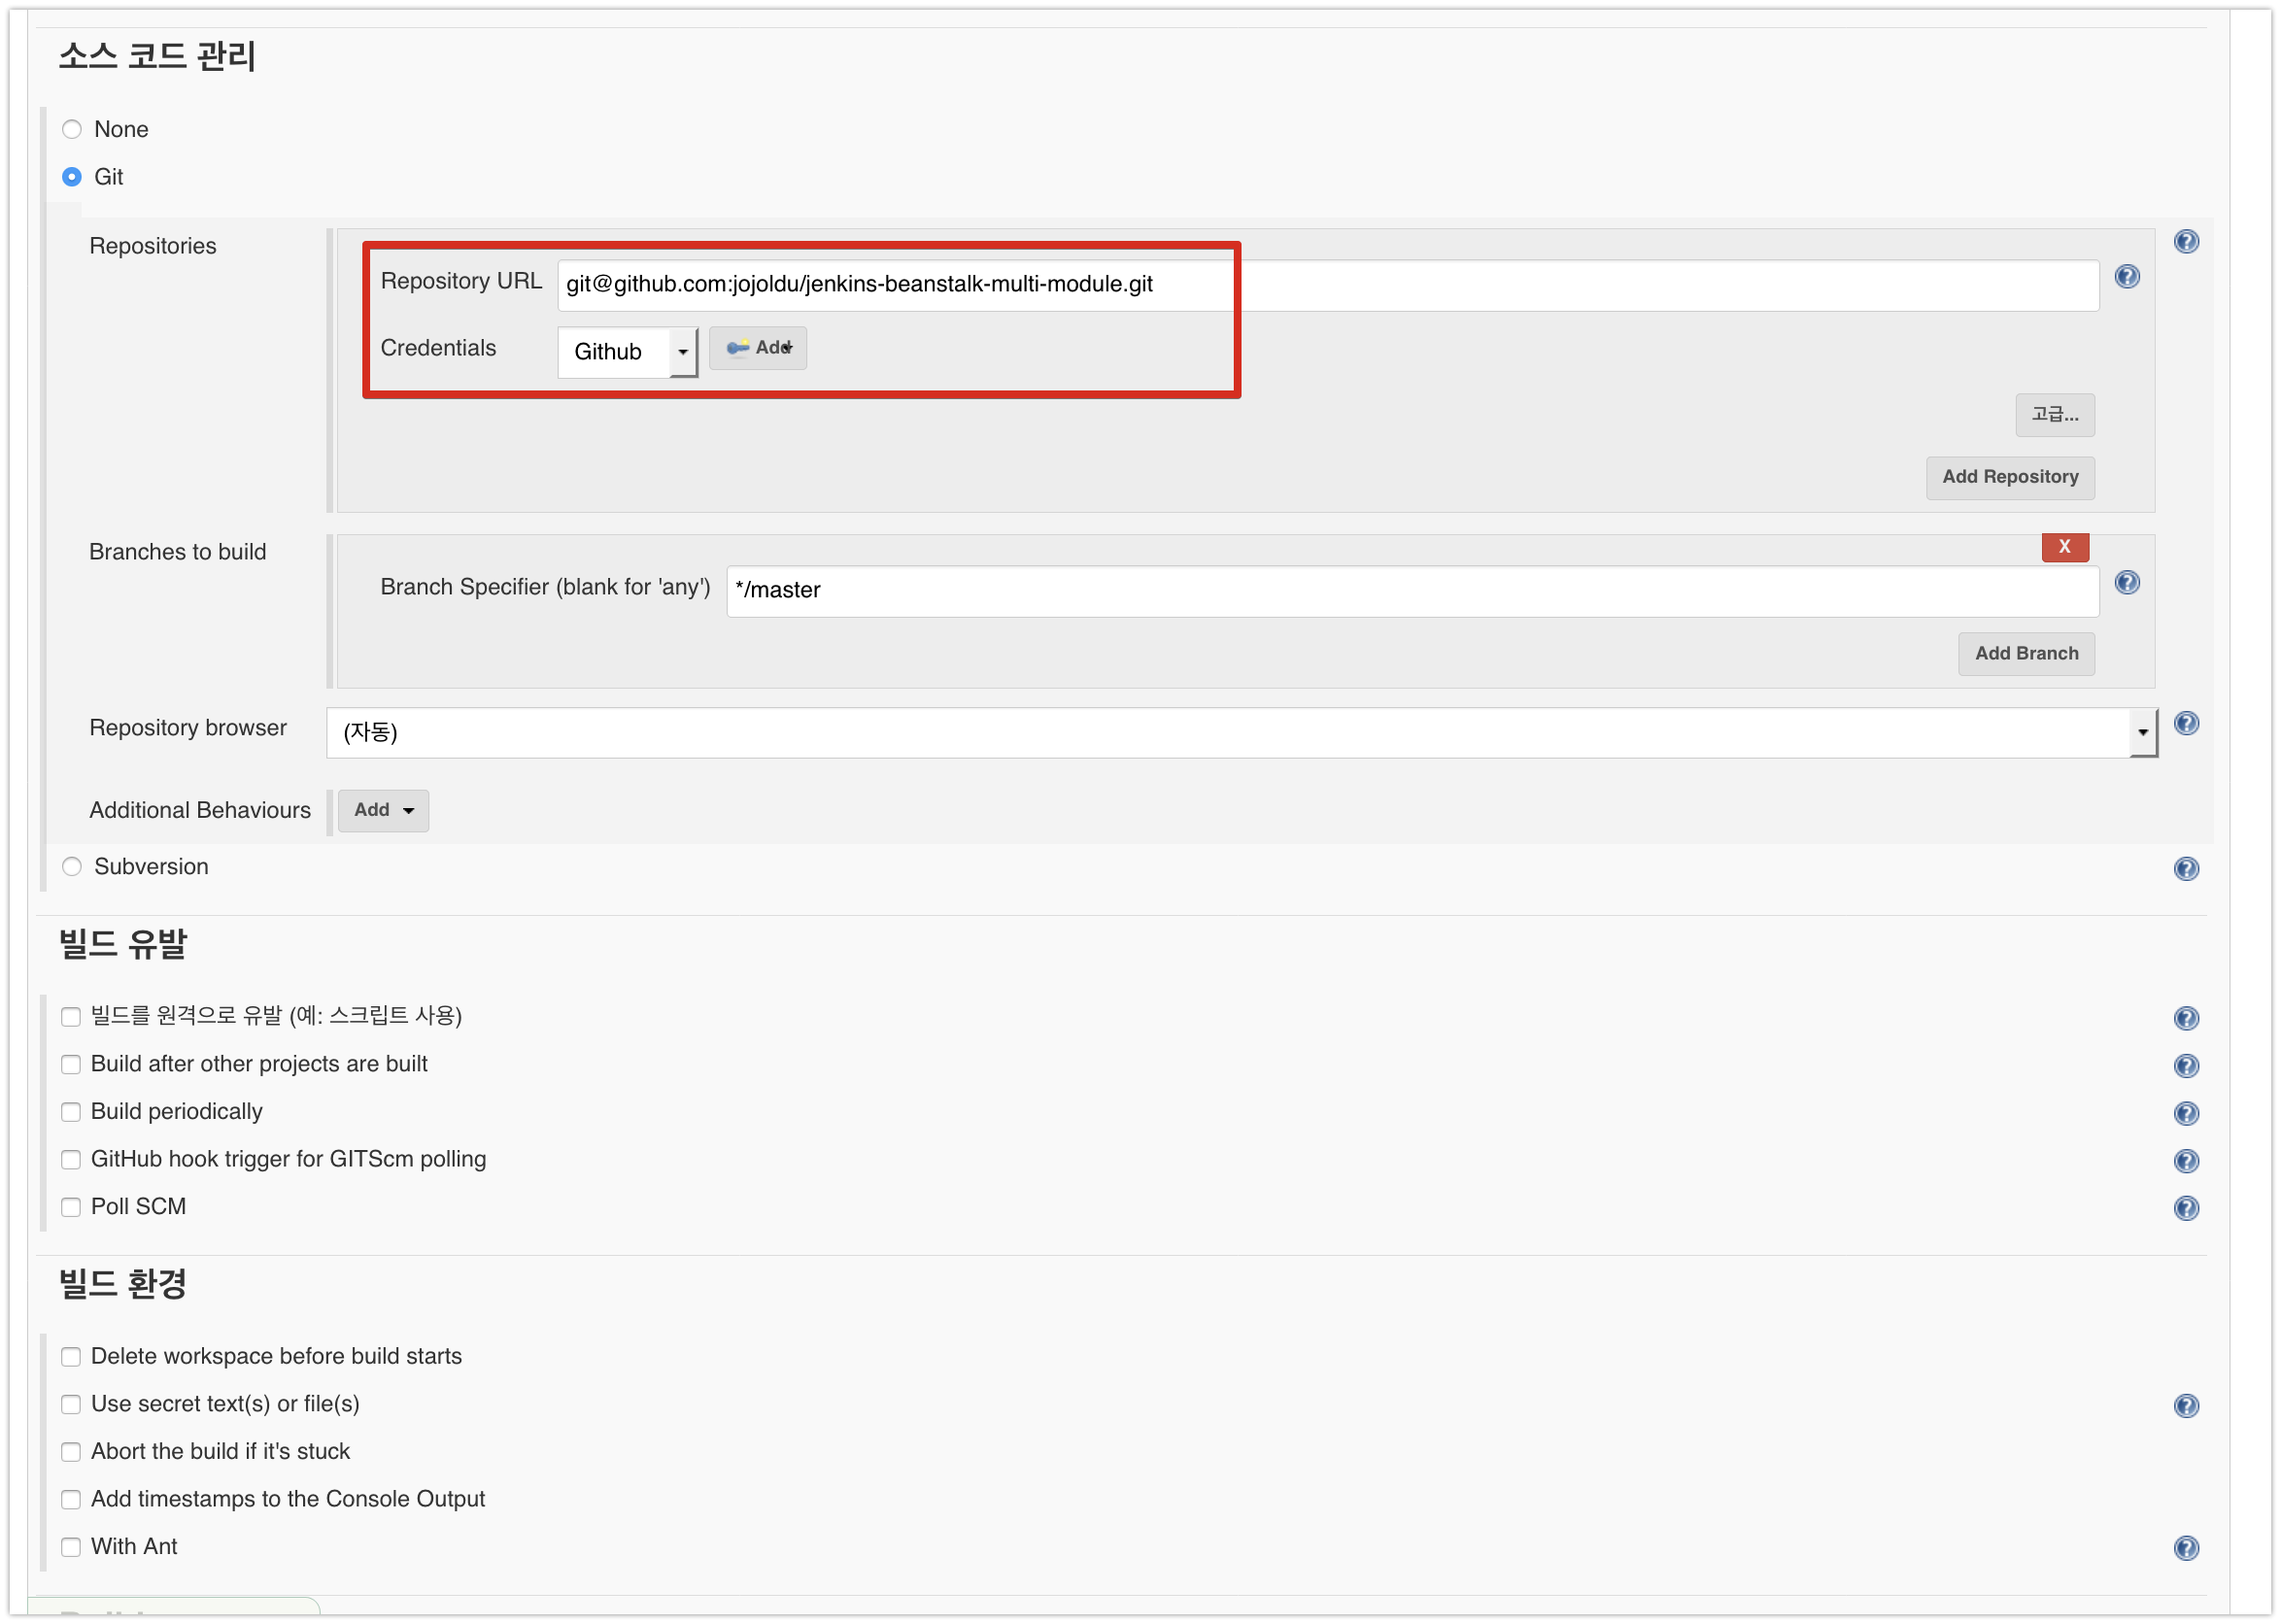 소스 코드 관리
None
Git
Repositories
Repository URL git@github.com:jojoldu/jenkins-beanstalk-multi-module.git
Credentials Github Add
고급...
Add Repository
Branches to build
X
Branch Specifier (blank for 'any') */master
Add Branch
Repository browser (자동)
Additional Behaviours Add
Subversion
빌드 유발
빌드를 원격으로 유발 (예: 스크립트 사용)
Build after other projects are built
Build periodically
GitHub hook trigger for GITScm polling
Poll SCM
빌드 환경
Delete workspace before build starts
Use secret text(s) or file(s)
Abort the build if it's stuck
Add timestamps to the Console Output
With Ant